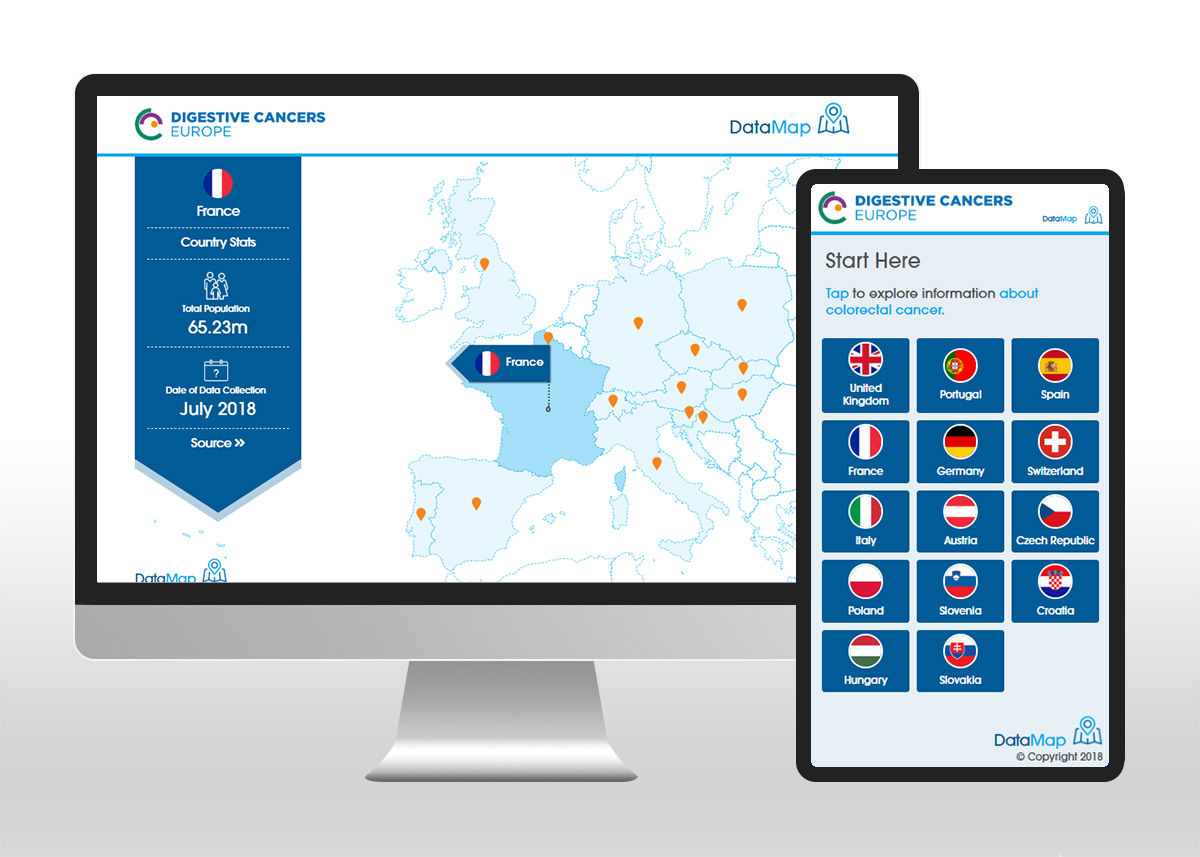 DIGESTIVE CANCERS
EUROPE
DataMap
France
Country Stats
Total Population
65.23m
?
Date of Data Collection
July 2018
Source »
France
DataMap
DIGESTIVE CANCERS
EUROPE
DataMap
Start Here
Tap to explore information about
colorectal cancer.
United
Kingdom
Portugal
Spain
France
Germany
Switzerland
Italy
Austria
Czech Republic
Poland
Slovenia
Croatia
Hungary
Slovakia
DataMap
© Copyright 2018